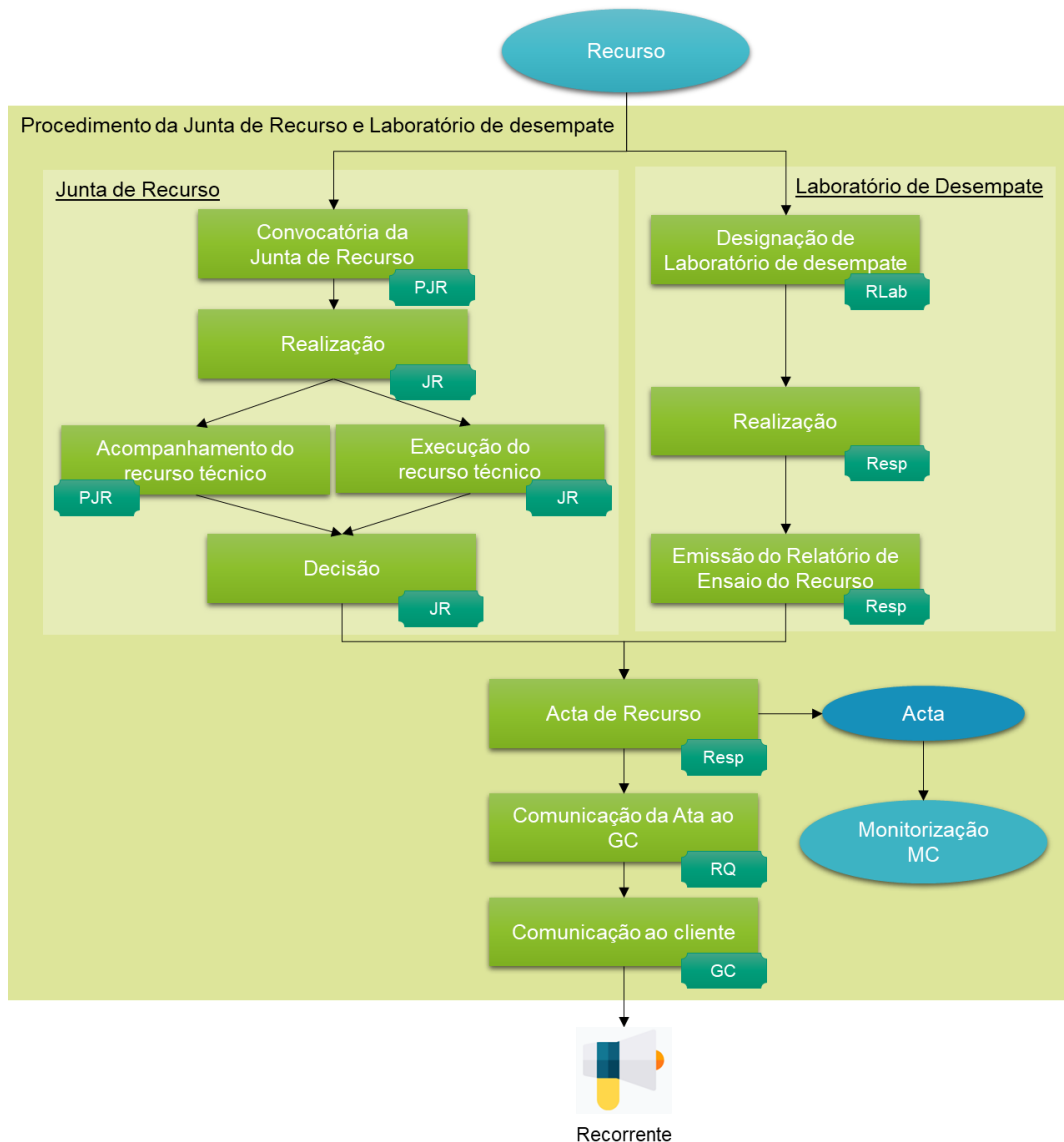 Recurso
Procedimento da Junta de Recurso e Laboratório de desempate
Junta de Recurso
Convocatória da
Junta de Recurso
PJR
Realização
JR
Acompanhamento do
recurso técnico
PJR
Execução do
recurso técnico
JR
Decisão
JR
Laboratório de Desempate
Designação de
Laboratório de desempate
RLab
Realização
Resp
Emissão do Relatório de
Ensaio do Recurso
Resp
Acta de Recurso
Resp
Acta
Comunicação da Ata ao
GC
RQ
Monitorização
MC
Comunicação ao cliente
GC
Recorrente